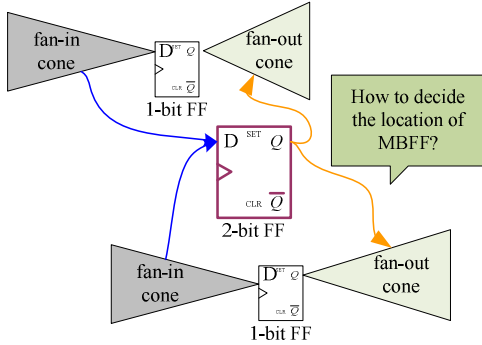 fan-in
cone
D SET Q
CLR Q
1-bit FF
fan-out
cone
How to decide
the location of
MBFF?
D SET Q
CLR Q
2-bit FF
fan-in
cone
D SET Q
CLR Q
1-bit FF
fan-out
cone